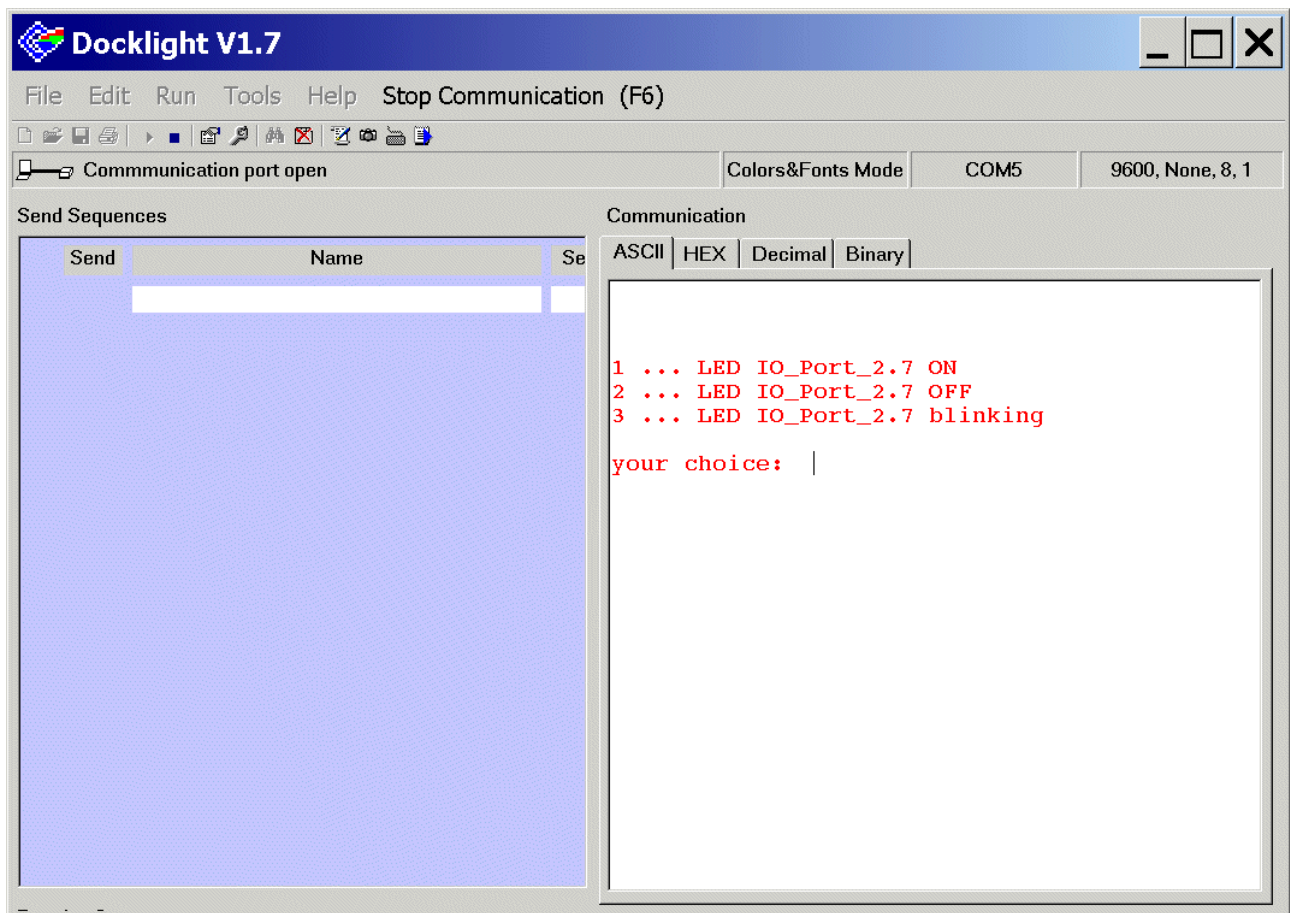 Docklight V1.7
File Edit Run Tools Help Stop Communication (F6)
Commmunication port open
Colors&Fonts Mode
COM5
9600, None, 8, 1
Send Sequences
Send Name Se
Communication
ASCII HEX Decimal Binary
1 ... LED IO_Port_2.7 ON
2 ... LED IO_Port_2.7 OFF
3 ... LED IO_Port_2.7 blinking
your choice: